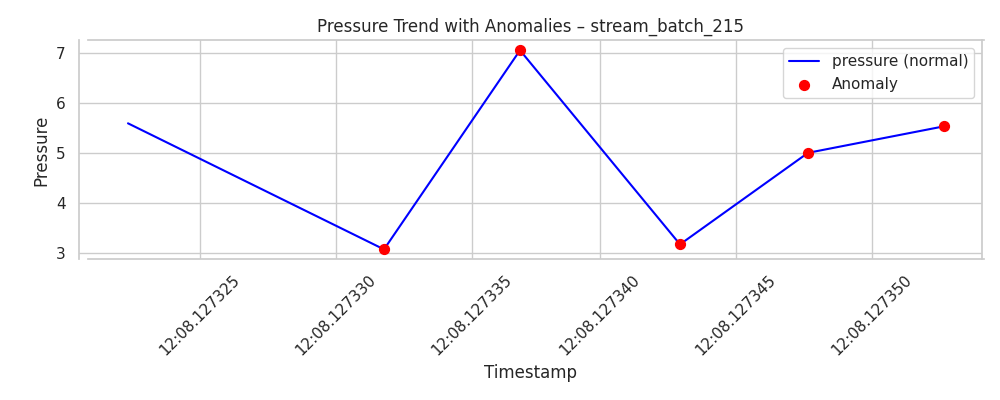 Pressure Trend with Anomalies – stream_batch_215
pressure (normal)
Anomaly
Pressure
7
6
5
4
3
12:08.127325
12:08.127330
12:08.127335
12:08.127340
12:08.127345
12:08.127350
Timestamp